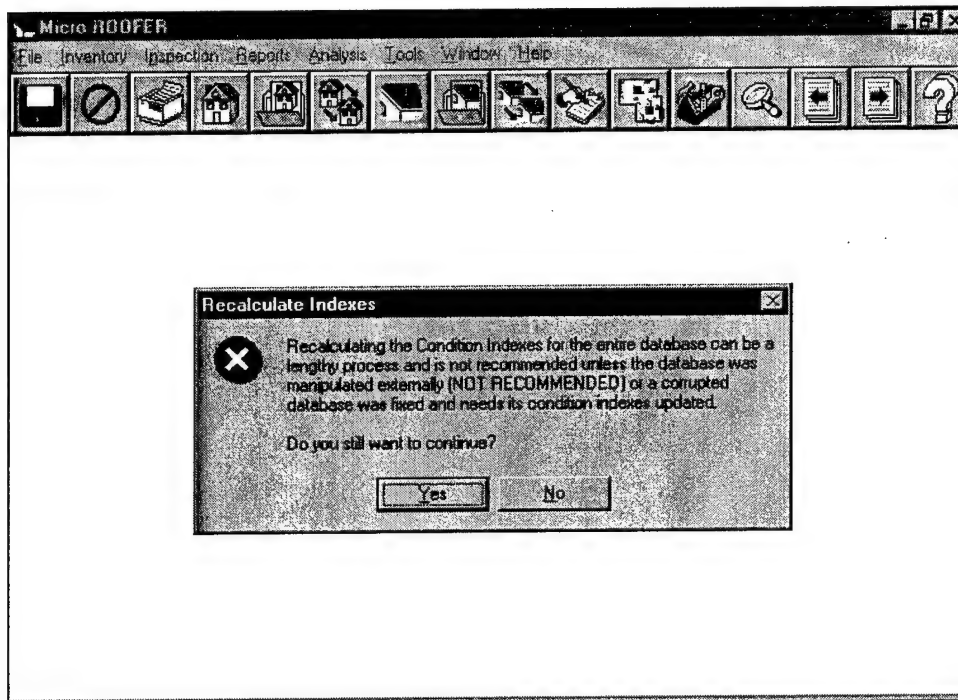 Micro ROOFER
File Inventory Inspection Reports Analysis Tools Window Help
Recalculate Indexes
Recalculating the Condition Indexes for the entire database can be a
lengthy process and is not recommended unless the database was
manipulated externally (NOT RECOMMENDED) or a corrupted
database was fixed and needs its condition indexes updated.
Do you still want to continue?
Yes No